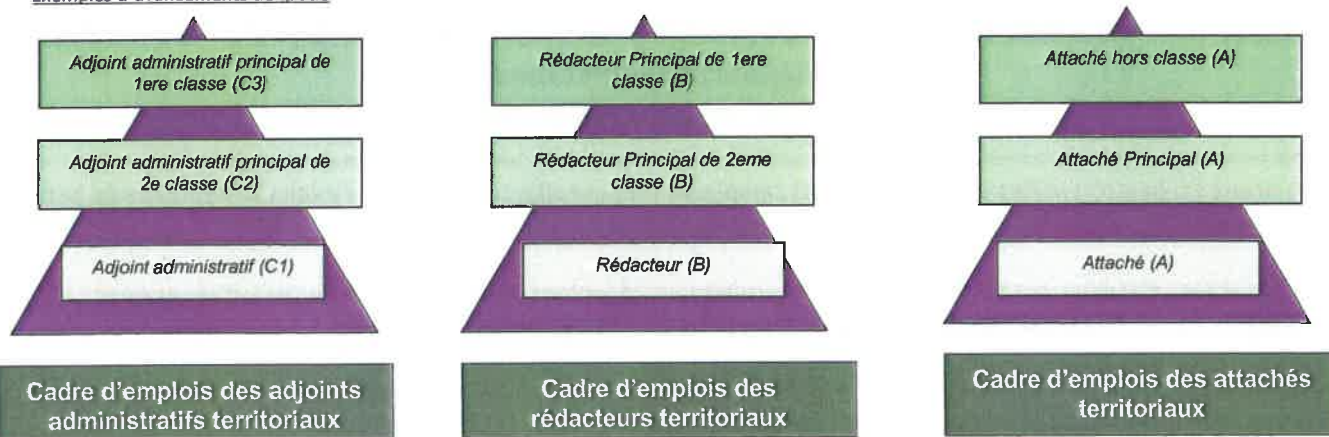 Adjoint administratif principal de
1ere classe (C3)
Adjoint administratif principal de
2e classe (C2)
Adjoint administratif (C1)
Cadre d'emplois des adjoints
administratifs territoriaux
Rédacteur Principal de 1ere
classe (B)
Rédacteur Principal de 2eme
classe (B)
Rédacteur (B)
Cadre d'emplois des
rédacteurs territoriaux
Attaché hors classe (A)
Attaché Principal (A)
Attaché (A)
Cadre d'emplois des attachés
territoriaux